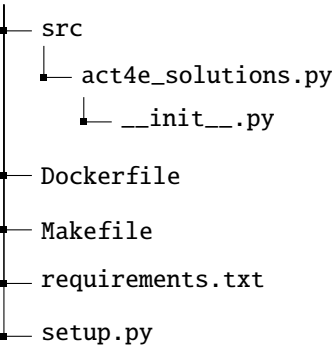 src
act4e_solutions.py
__init__.py
Dockerfile
Makefile
requirements.txt
setup.py